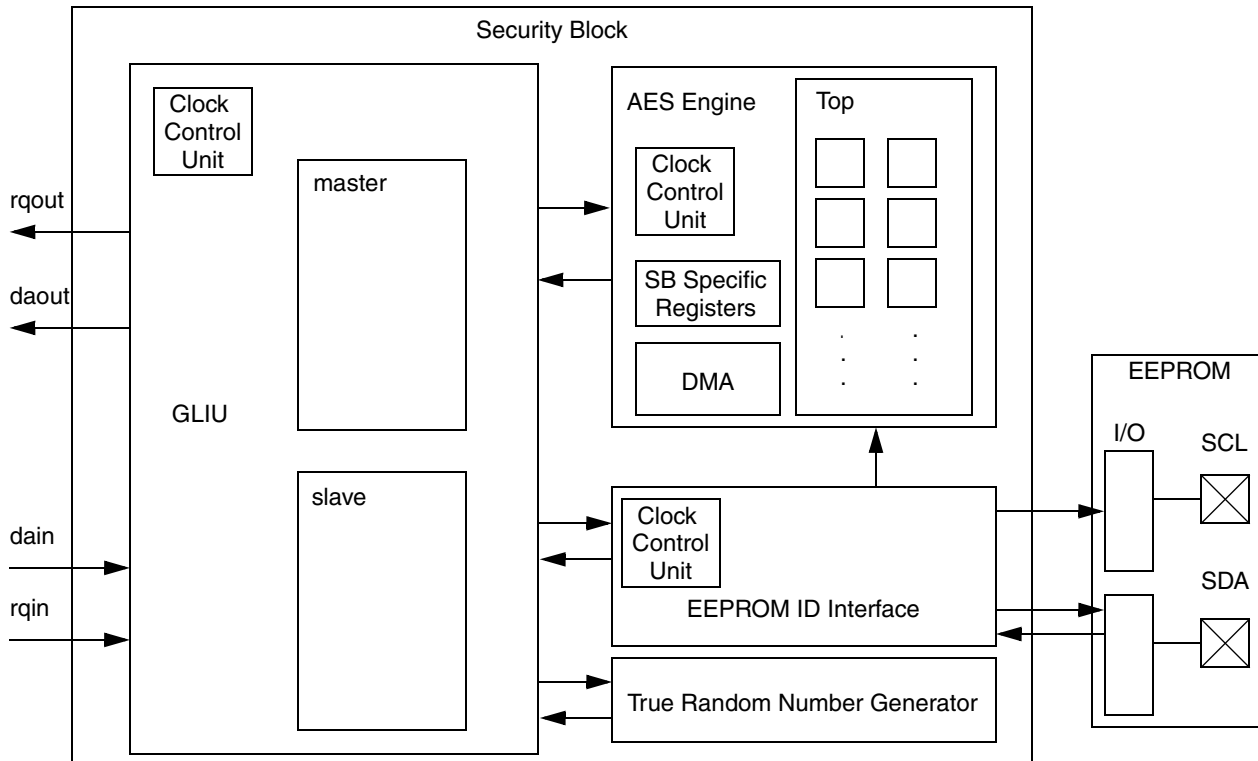 Security Block
Clock
Control
Unit
master
rqout
daout
GLIU
slave
dain
rqin
AES Engine
Clock
Control
Unit
SB Specific
Registers
DMA
Top
Clock
Control
Unit
EEPROM ID Interface
True Random Number Generator
EEPROM
I/O
SCL
SDA